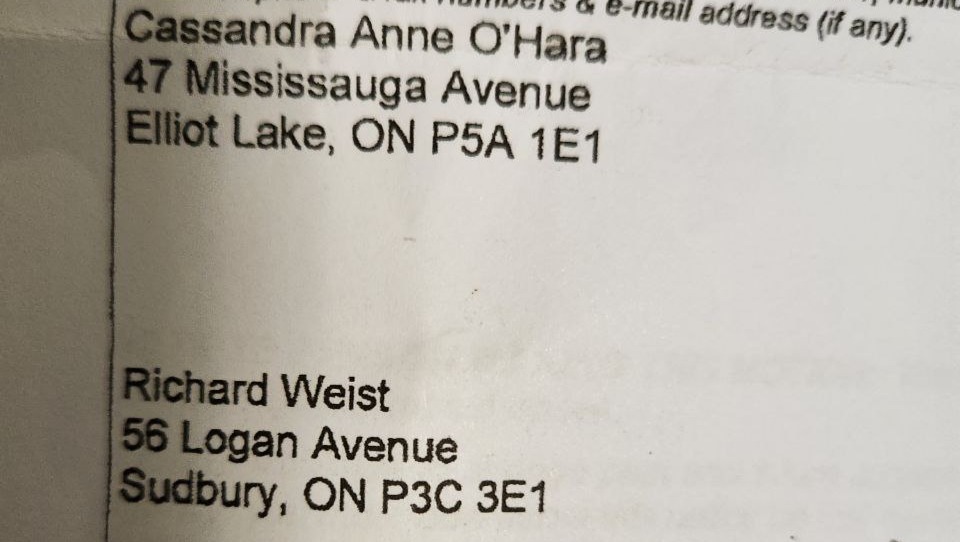 numbers & e-mail address (if any).
Cassandra Anne O'Hara
47 Mississauga Avenue
Elliot Lake, ON P5A 1E1
Richard Weist
56 Logan Avenue
Sudbury, ON P3C 3E1